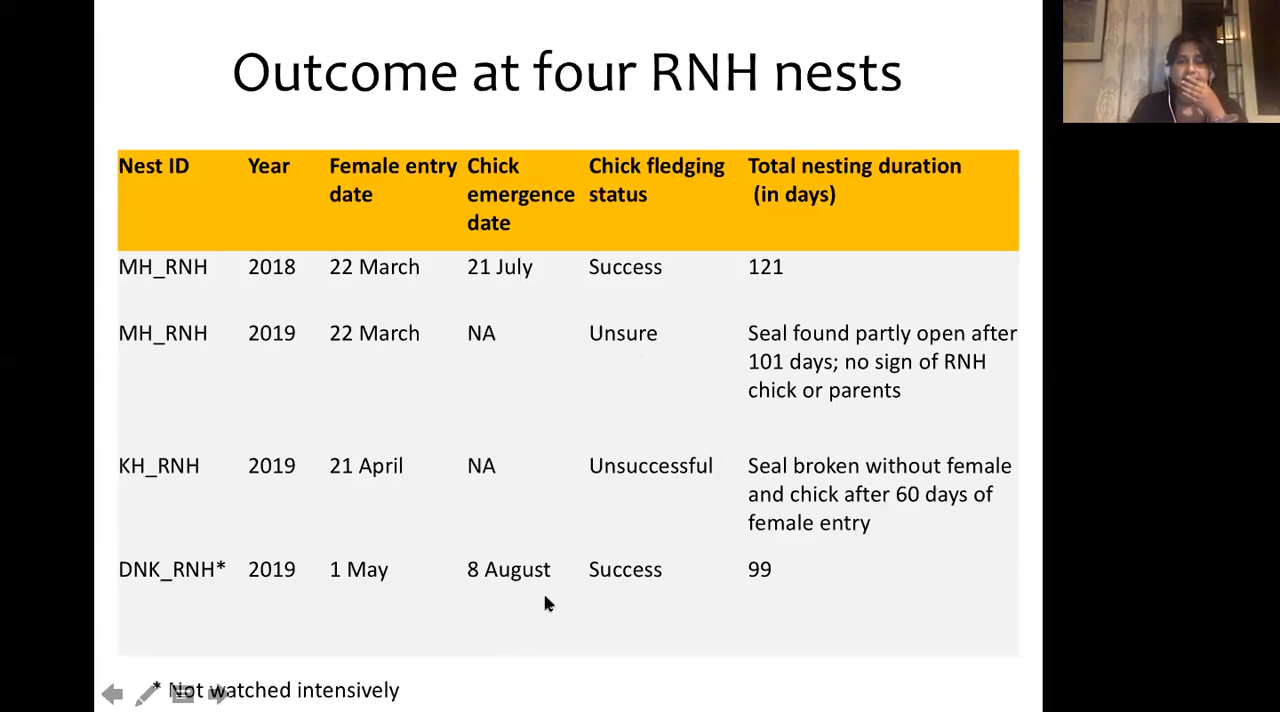 Outcome at four RNH nests
Nest ID Year Female entry date Chick emergence date Chick fledging status Total nesting duration (in days)
MH_RNH 2018 22 March 21 July Success 121
MH_RNH 2019 22 March NA Unsure Seal found partly open after 101 days; no sign of RNH chick or parents
KH_RNH 2019 21 April NA Unsuccessful Seal broken without female and chick after 60 days of female entry
DNK_RNH* 2019 1 May 8 August Success 99
* Not watched intensively